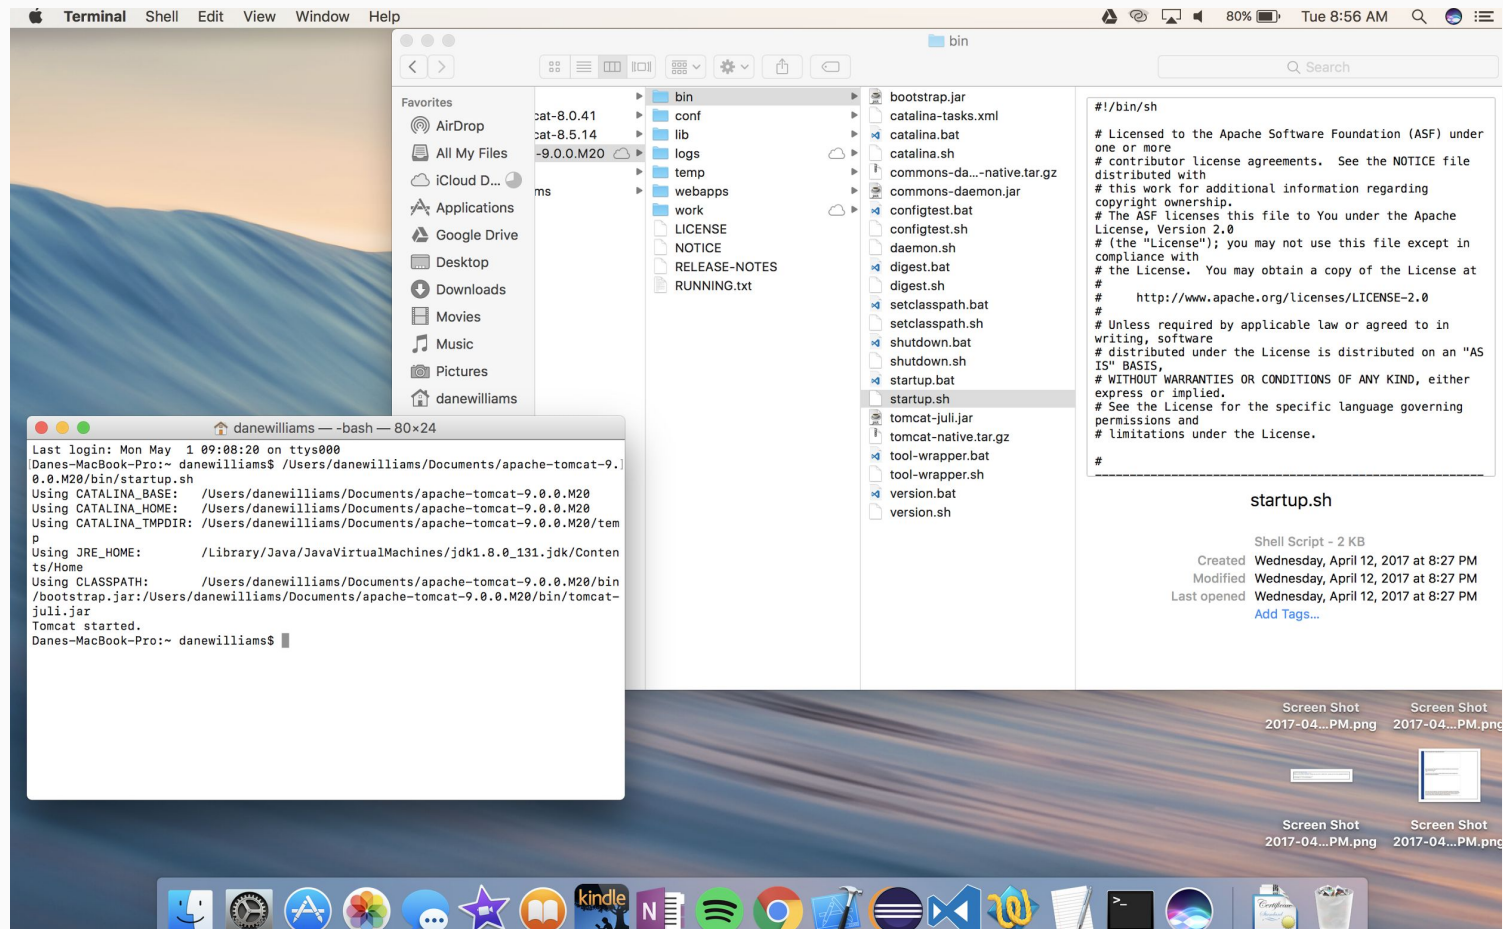 Terminal Shell Edit View Window Help
80% Tue 8:56 AM
bin
Search
Favorites
AirDrop
All My Files
iCloud D...
Applications
Google Drive
Desktop
Downloads
Movies
Music
Pictures
danewilliams
cat-8.0.41
cat-8.5.14
-9.0.0.M20
ms
bin
conf
lib
logs
temp
webapps
work
LICENSE
NOTICE
RELEASE-NOTES
RUNNING.txt
bootstrap.jar
catalina-tasks.xml
catalina.bat
catalina.sh
commons-da...-native.tar.gz
commons-daemon.jar
configtest.bat
configtest.sh
daemon.sh
digest.bat
digest.sh
setclasspath.bat
setclasspath.sh
shutdown.bat
shutdown.sh
startup.bat
startup.sh
tomcat-juli.jar
tomcat-native.tar.gz
tool-wrapper.bat
tool-wrapper.sh
version.bat
version.sh
#!/bin/sh
# Licensed to the Apache Software Foundation (ASF) under
one or more
# contributor license agreements.  See the NOTICE file
distributed with
# this work for additional information regarding
copyright ownership.
# The ASF licenses this file to You under the Apache
License, Version 2.0
# (the "License"); you may not use this file except in
compliance with
# the License.  You may obtain a copy of the License at
#
#     http://www.apache.org/licenses/LICENSE-2.0
#
# Unless required by applicable law or agreed to in
writing, software
# distributed under the License is distributed on an "AS
IS" BASIS,
# WITHOUT WARRANTIES OR CONDITIONS OF ANY KIND, either
express or implied.
# See the License for the specific language governing
permissions and
# limitations under the License.
#
startup.sh
Shell Script - 2 KB
Created Wednesday, April 12, 2017 at 8:27 PM
Modified Wednesday, April 12, 2017 at 8:27 PM
Last opened Wednesday, April 12, 2017 at 8:27 PM
Add Tags...
danewilliams — -bash — 80×24
Last login: Mon May  1 09:08:20 on ttys000
[Danes-MacBook-Pro:~ danewilliams$ /Users/danewilliams/Documents/apache-tomcat-9.]
0.0.M20/bin/startup.sh
Using CATALINA_BASE:   /Users/danewilliams/Documents/apache-tomcat-9.0.0.M20
Using CATALINA_HOME:   /Users/danewilliams/Documents/apache-tomcat-9.0.0.M20
Using CATALINA_TMPDIR: /Users/danewilliams/Documents/apache-tomcat-9.0.0.M20/tem
p
Using JRE_HOME:        /Library/Java/JavaVirtualMachines/jdk1.8.0_131.jdk/Conten
ts/Home
Using CLASSPATH:       /Users/danewilliams/Documents/apache-tomcat-9.0.0.M20/bin
/bootstrap.jar:/Users/danewilliams/Documents/apache-tomcat-9.0.0.M20/bin/tomcat-
juli.jar
Tomcat started.
Danes-MacBook-Pro:~ danewilliams$
Screen Shot
2017-04...PM.png
Screen Shot
2017-04...PM.png
Screen Shot
2017-04...PM.png
Screen Shot
2017-04...PM.png
kindle
N
>_